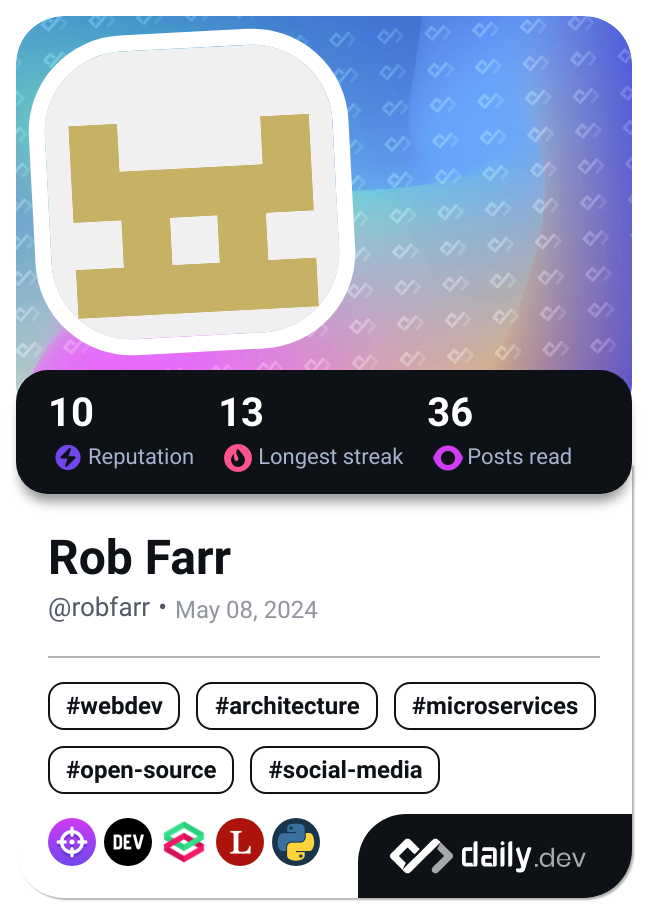 10 13 36
Reputation Longest streak Posts read
Rob Farr
@robfarr • May 08, 2024
#webdev #architecture #microservices
#open-source #social-media
DEV L
daily.dev